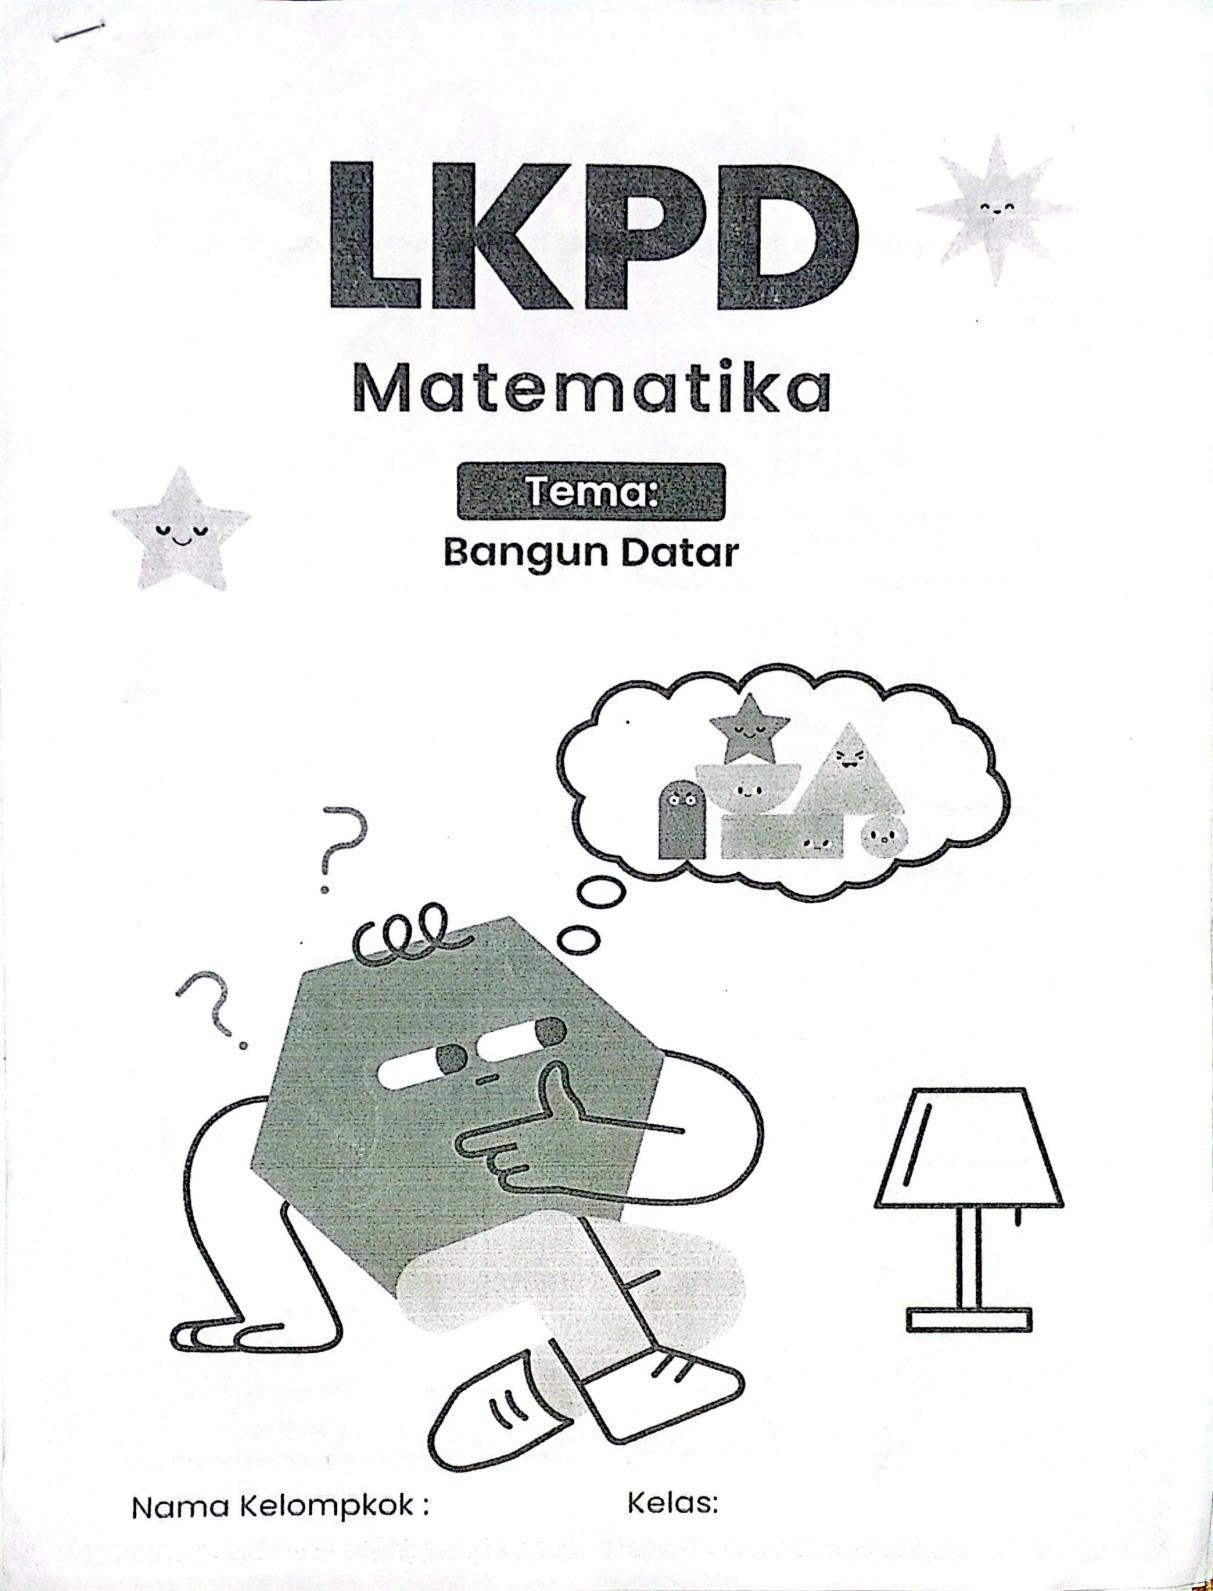 LKPD
Matematika
Tema:
Bangun Datar
?
?
Nama Kelompkok :
Kelas: